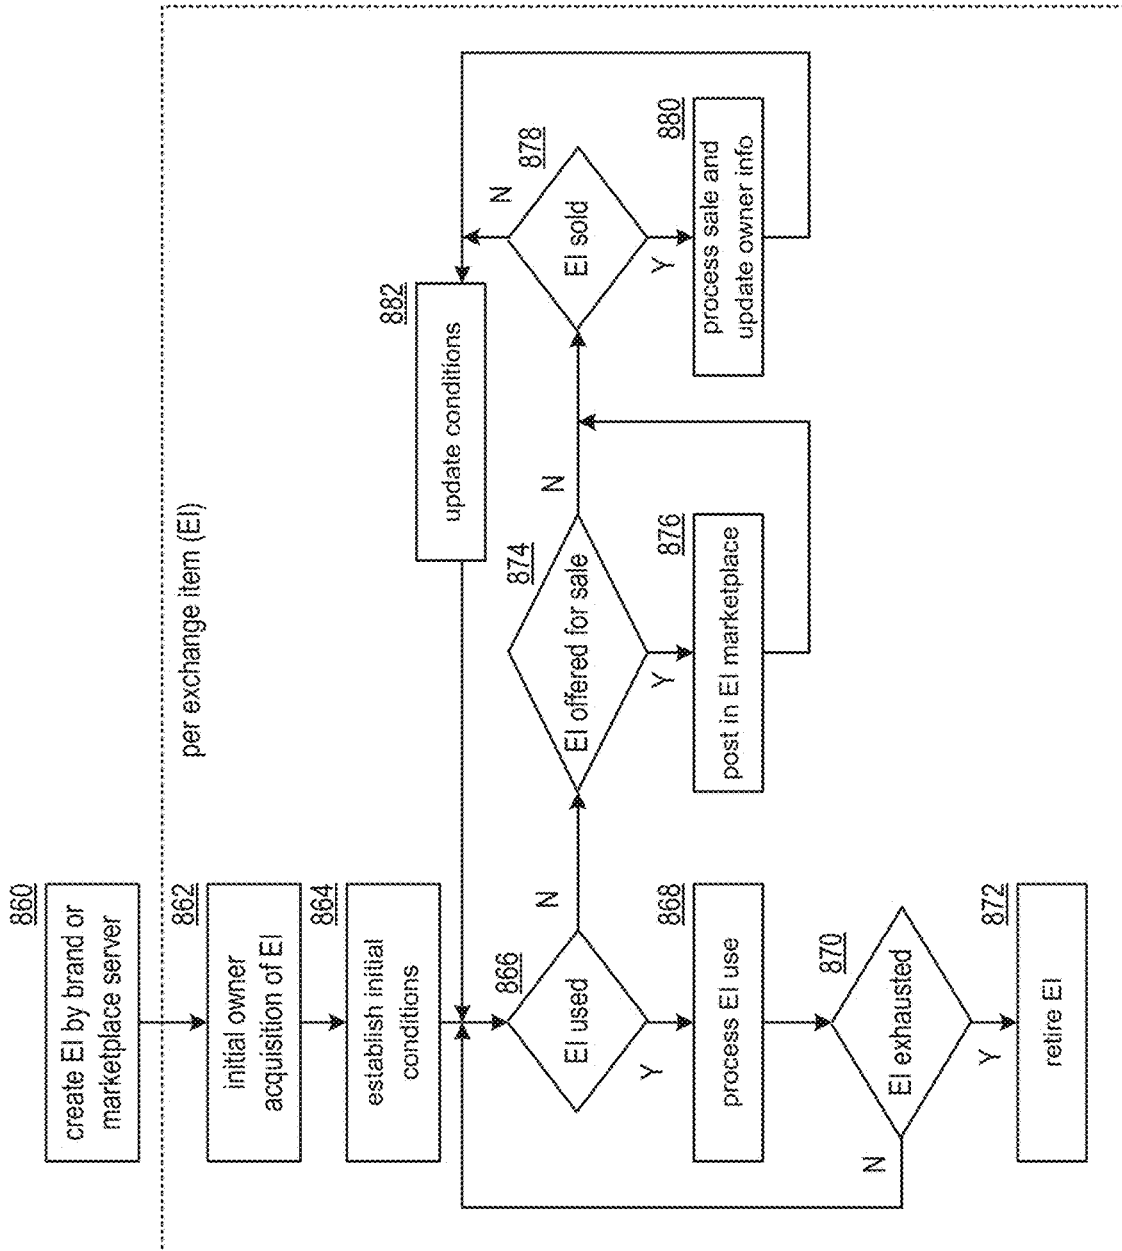 860
create EI by brand or
marketplace server
per exchange item (EI)
862
initial owner
acquisition of EI
864
establish initial
conditions
866
EI used
N
Y
868
process EI use
870
EI exhausted
N
Y
872
retire EI
874
EI offered for sale
N
Y
876
post in EI marketplace
878
EI sold
N
Y
880
process sale and
update owner info
882
update conditions